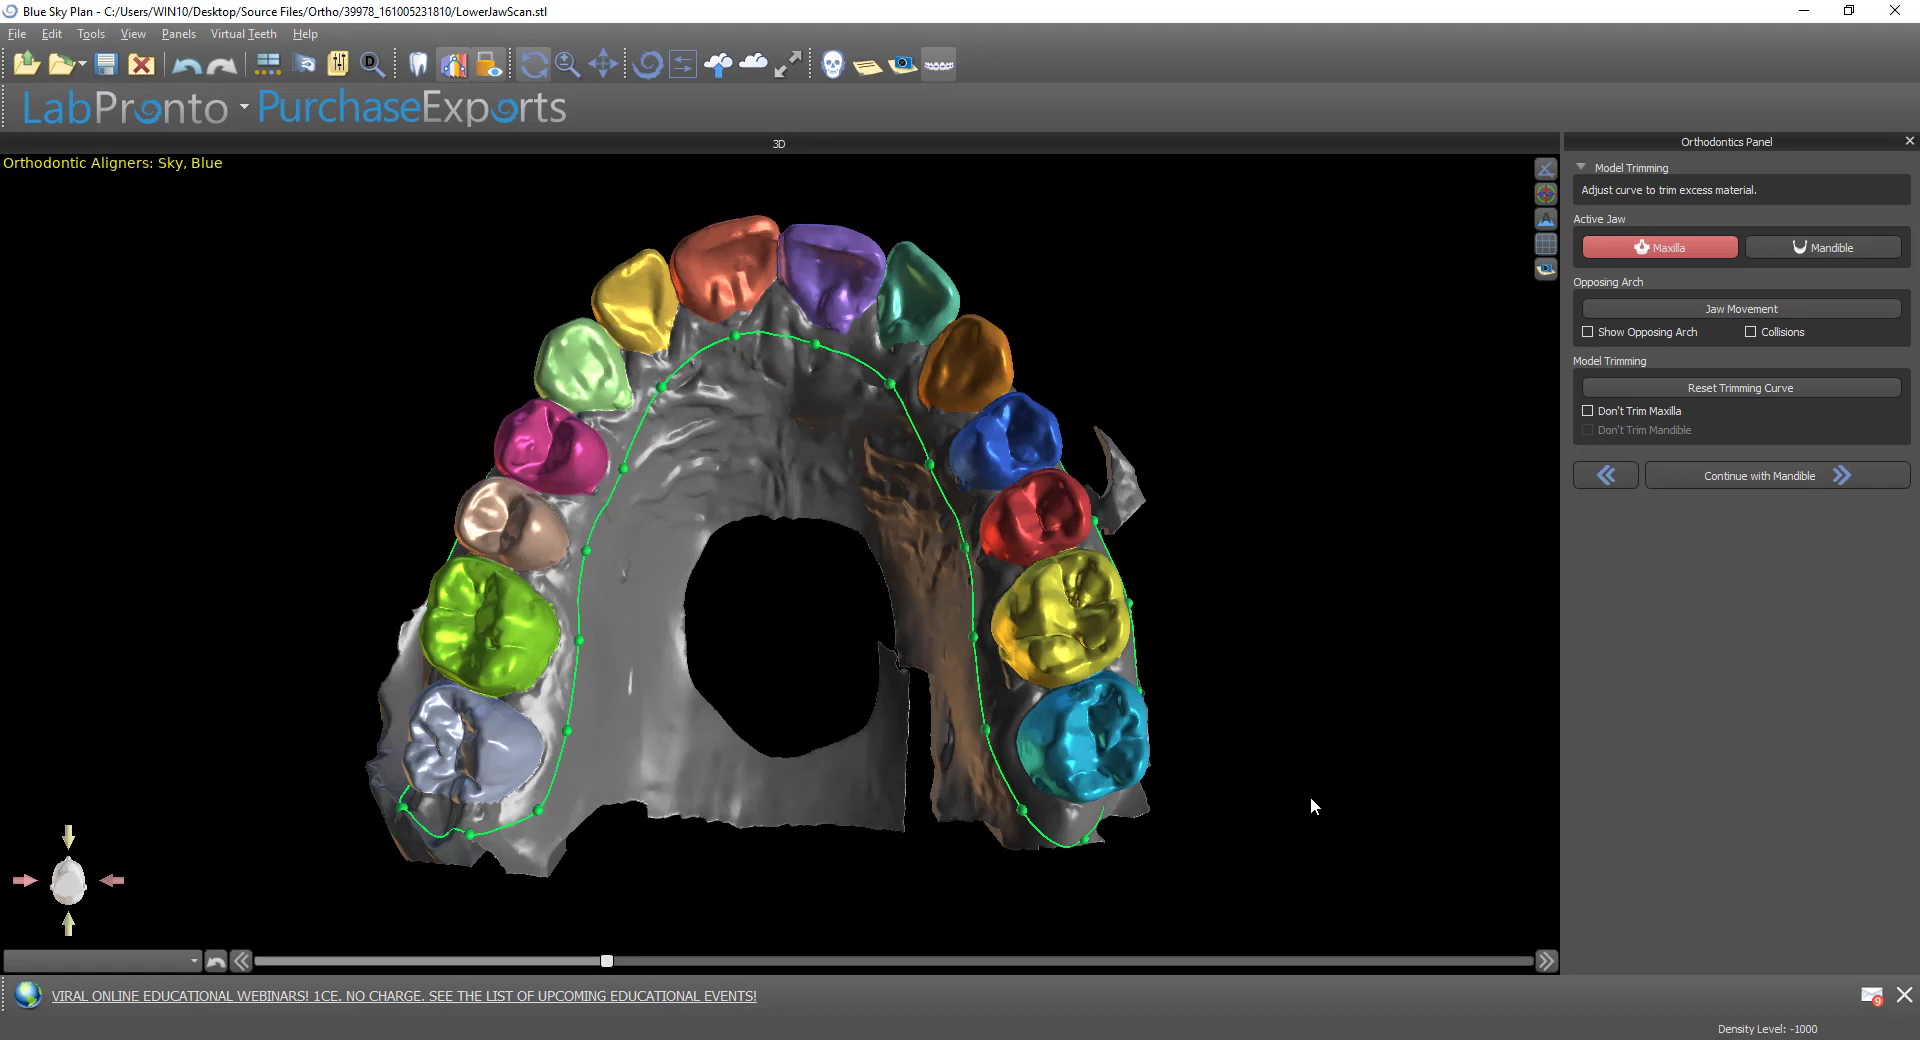 Blue Sky Plan - C:/Users/WIN10/Desktop/Source Files/Ortho/39978_161005231810/LowerJawScan.stl
File Edit Tools View Panels Virtual Teeth Help
D
LabPronto PurchaseExports
3D
Orthodontics Panel
Orthodontic Aligners: Sky, Blue
Model Trimming
Adjust curve to trim excess material.
Active Jaw
Maxilla Mandible
Opposing Arch
Jaw Movement
Show Opposing Arch Collisions
Model Trimming
Reset Trimming Curve
Don't Trim Maxilla
Don't Trim Mandible
Continue with Mandible
VIRAL ONLINE EDUCATIONAL WEBINARS! 1CE. NO CHARGE. SEE THE LIST OF UPCOMING EDUCATIONAL EVENTS!
9
Density Level: -1000